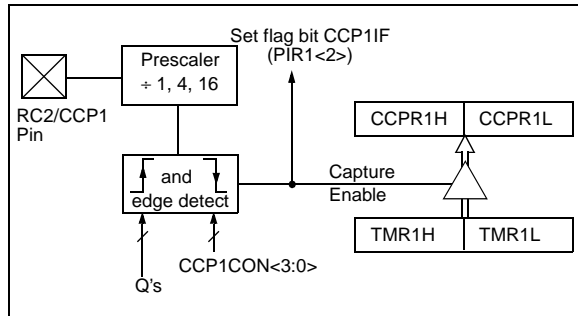 Set flag bit CCP1IF
(PIR1<2>)
Prescaler
÷ 1, 4, 16
RC2/CCP1
Pin
CCPR1H
CCPR1L
and
edge detect
Capture
Enable
TMR1H
TMR1L
CCP1CON<3:0>
Q's